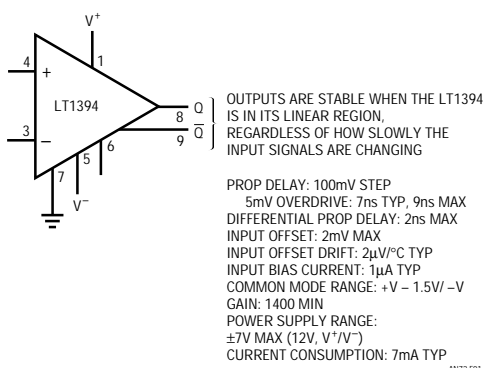 V+
4
+
1
LT1394
Q
8
3
–
5
6
Q
9
7
V–
OUTPUTS ARE STABLE WHEN THE LT1394
IS IN ITS LINEAR REGION,
REGARDLESS OF HOW SLOWLY THE
INPUT SIGNALS ARE CHANGING
PROP DELAY: 100mV STEP
5mV OVERDRIVE: 7ns TYP, 9ns MAX
DIFFERENTIAL PROP DELAY: 2ns MAX
INPUT OFFSET: 2mV MAX
INPUT OFFSET DRIFT: 2µV/°C TYP
INPUT BIAS CURRENT: 1µA TYP
COMMON MODE RANGE: +V – 1.5V/ –V
GAIN: 1400 MIN
POWER SUPPLY RANGE:
±7V MAX (12V, V+/V–)
CURRENT CONSUMPTION: 7mA TYP